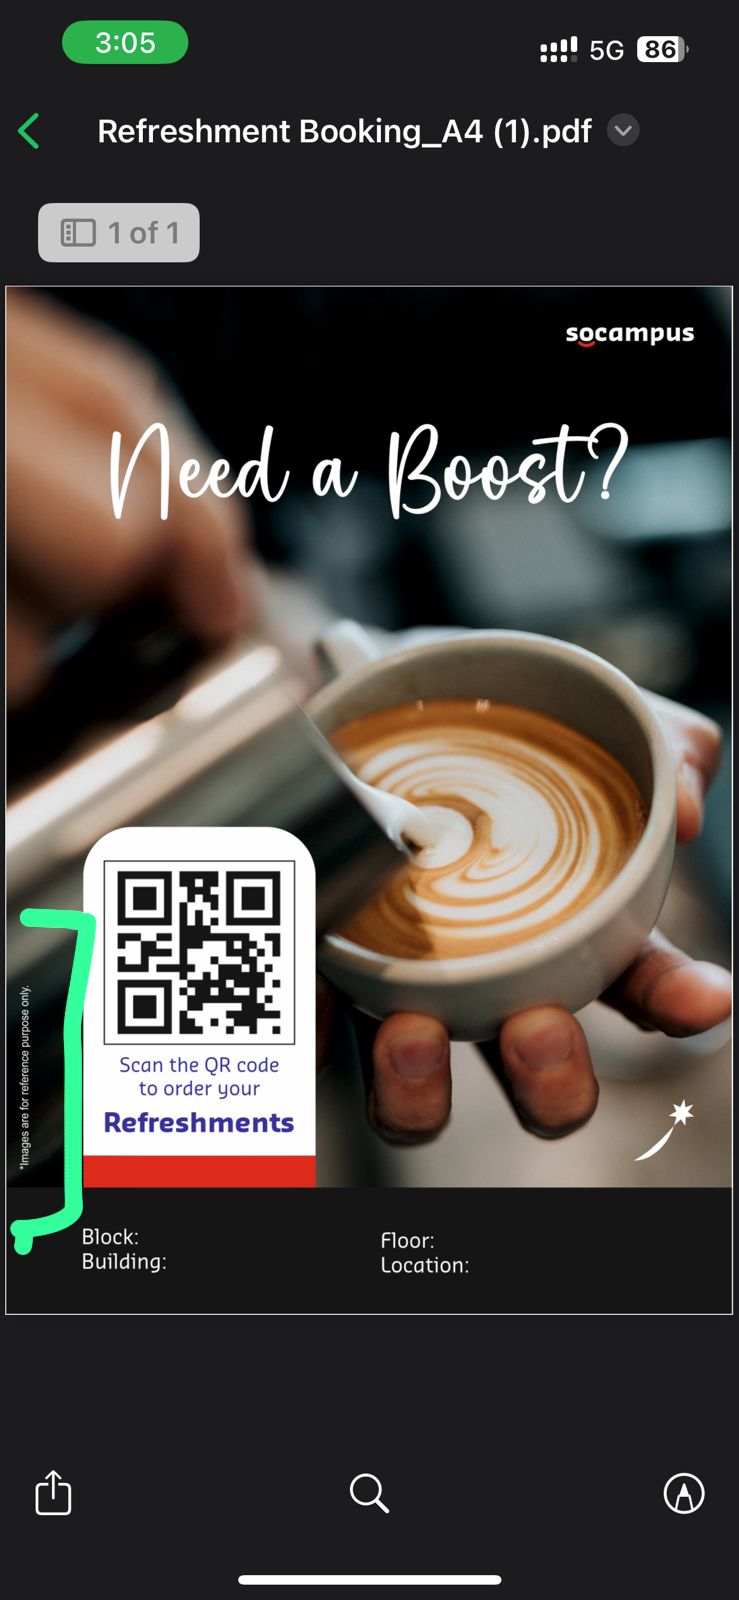 3:05
5G 86
Refreshment Booking_A4 (1).pdf
1 of 1
socampus
Need a Boost?
Scan the QR code
to order your
Refreshments
*Images are for reference purpose only.
Block:
Building:
Floor:
Location: